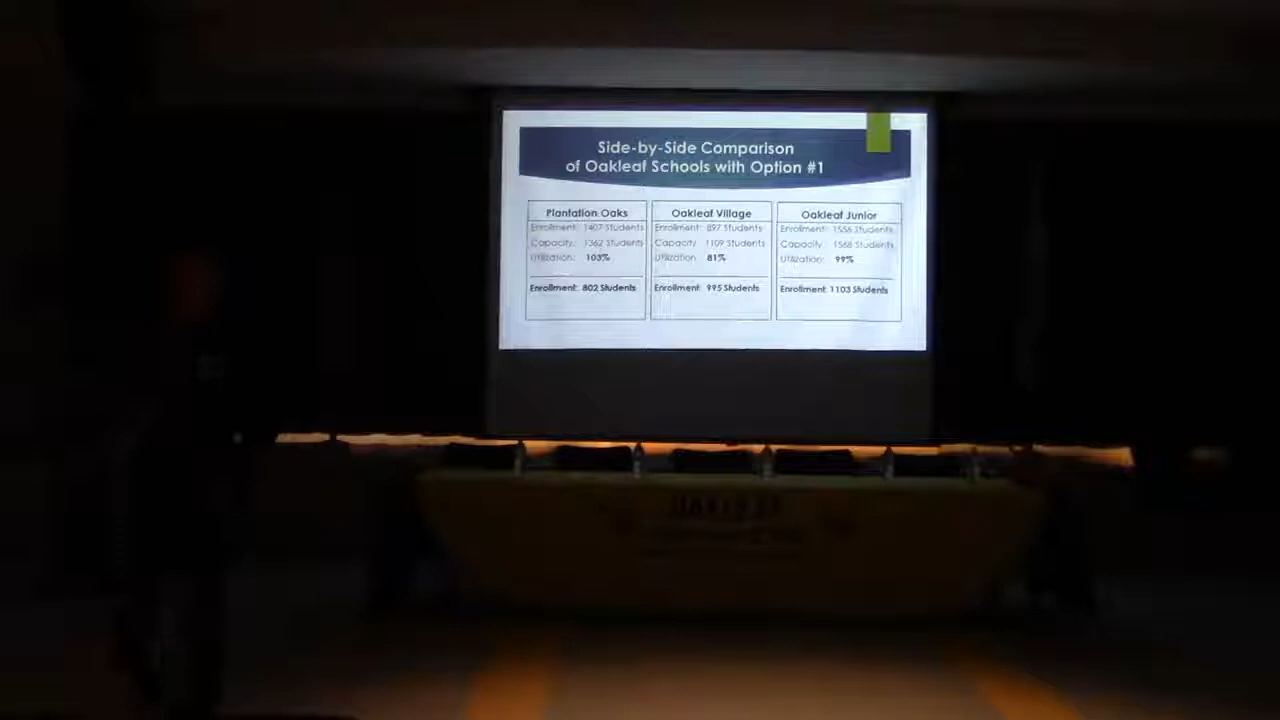 Side-by-Side Comparison
of Oakleaf Schools with Option #1
Plantation Oaks
Enrollment: 1407 Students
Capacity: 1362 Students
Utilization: 103%
Enrollment: 802 Students
Oakleaf Village
Enrollment: 897 Students
Capacity: 1109 Students
Utilization: 81%
Enrollment: 995 Students
Oakleaf Junior
Enrollment: 1556 Students
Capacity: 1568 Students
Utilization: 99%
Enrollment: 1103 Students